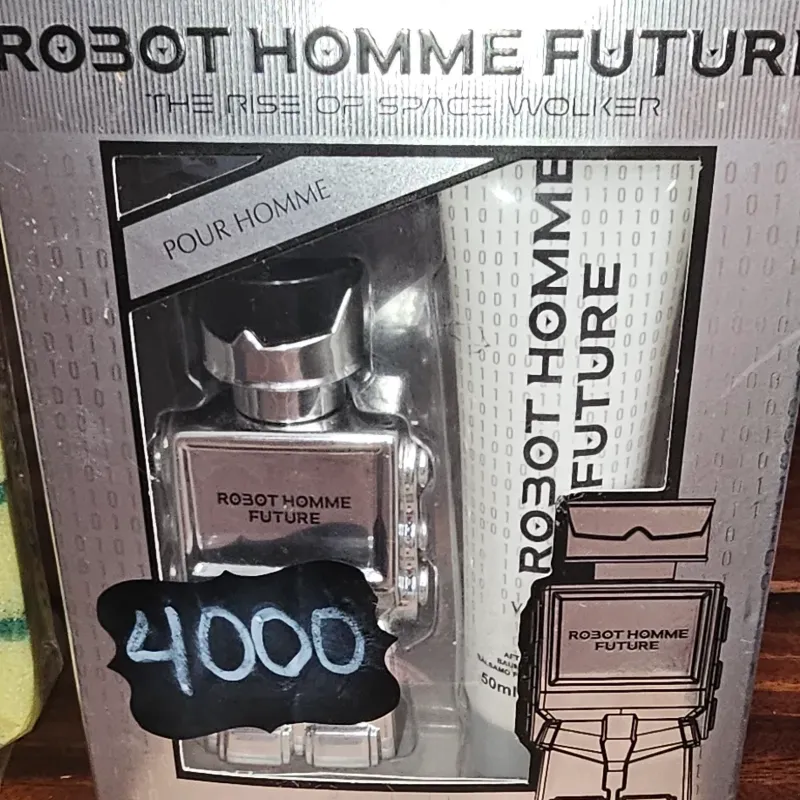 ROBOT HOMME FUTUR
THE RISE OF SPACE WOLKER
POUR HOMME
ROBOT HOMME
FUTURE
ROBOT HOMME
FUTURE
4000
50ml
ROBOT HOMME
FUTURE